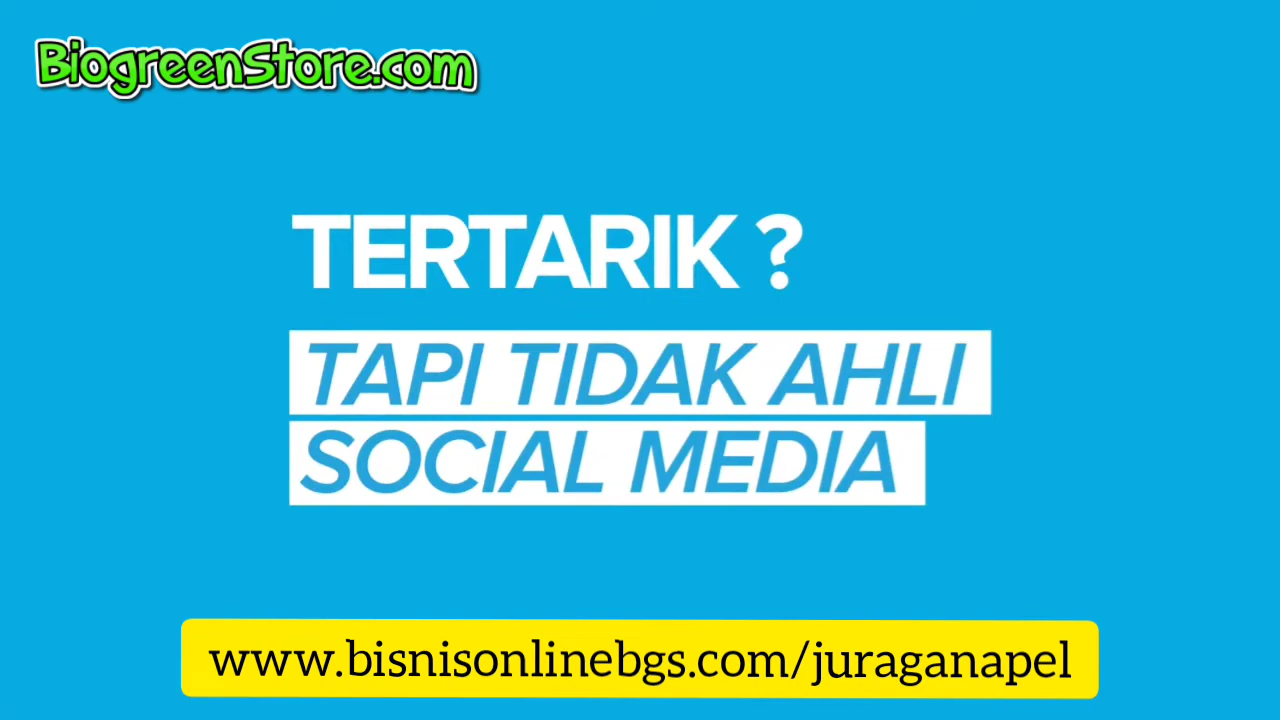 BiogreenStore.com
TERTARIK ?
TAPI TIDAK AHLI
SOCIAL MEDIA
www.bisnisonlinebgs.com/juraganapel